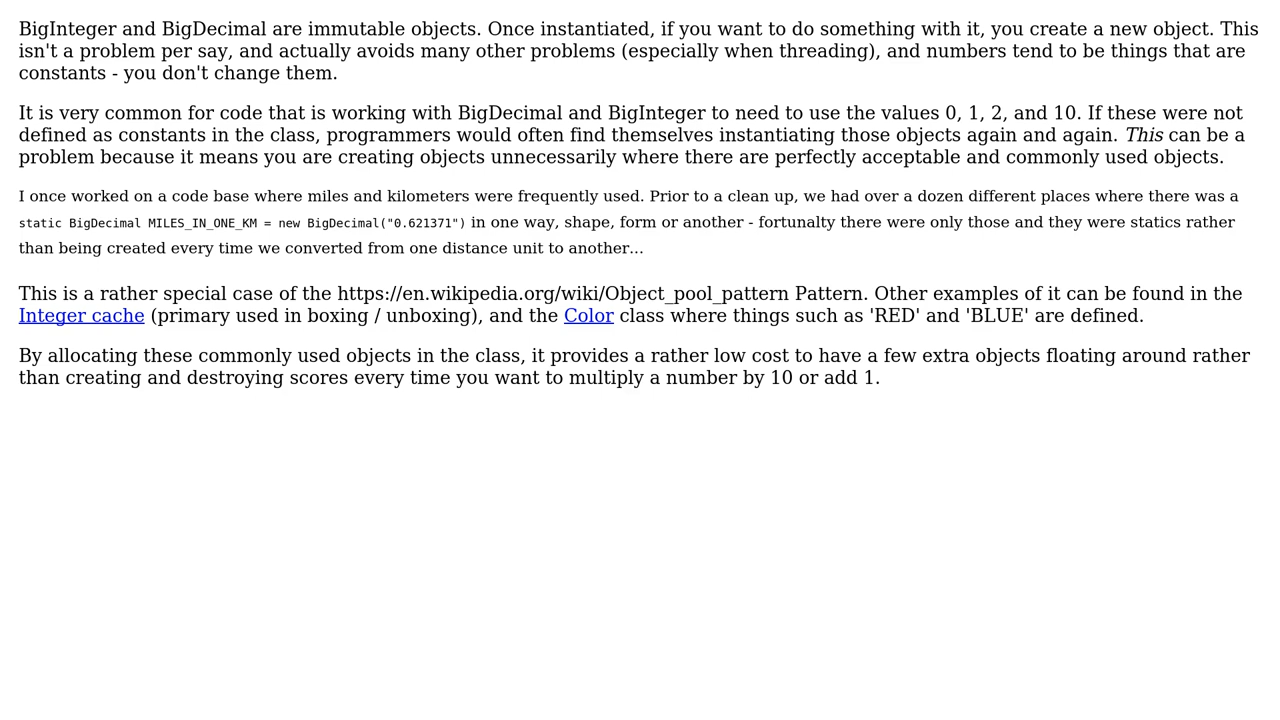 BigInteger and BigDecimal are immutable objects. Once instantiated, if you want to do something with it, you create a new object. This
isn't a problem per say, and actually avoids many other problems (especially when threading), and numbers tend to be things that are
constants - you don't change them.
It is very common for code that is working with BigDecimal and BigInteger to need to use the values 0, 1, 2, and 10. If these were not
defined as constants in the class, programmers would often find themselves instantiating those objects again and again. This can be a
problem because it means you are creating objects unnecessarily where there are perfectly acceptable and commonly used objects.
I once worked on a code base where miles and kilometers were frequently used. Prior to a clean up, we had over a dozen different places where there was a
static BigDecimal MILES_IN_ONE_KM = new BigDecimal("0.621371") in one way, shape, form or another - fortunalty there were only those and they were statics rather
than being created every time we converted from one distance unit to another...
This is a rather special case of the https://en.wikipedia.org/wiki/Object_pool_pattern Pattern. Other examples of it can be found in the
Integer cache (primary used in boxing / unboxing), and the Color class where things such as 'RED' and 'BLUE' are defined.
By allocating these commonly used objects in the class, it provides a rather low cost to have a few extra objects floating around rather
than creating and destroying scores every time you want to multiply a number by 10 or add 1.